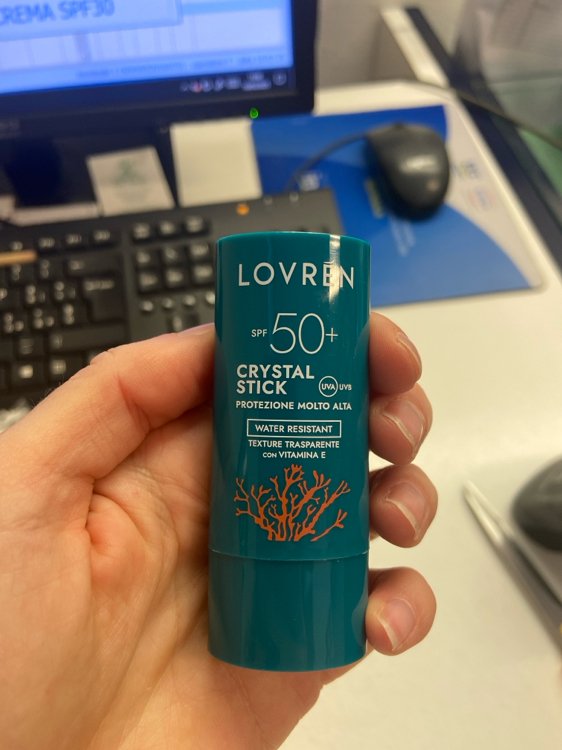 CREMA SPF30
LOVREN
SPF 50+
CRYSTAL
STICK
UVA UVB
PROTEZIONE MOLTO ALTA
WATER RESISTANT
TEXTURE TRASPARENTE
CON VITAMINA E